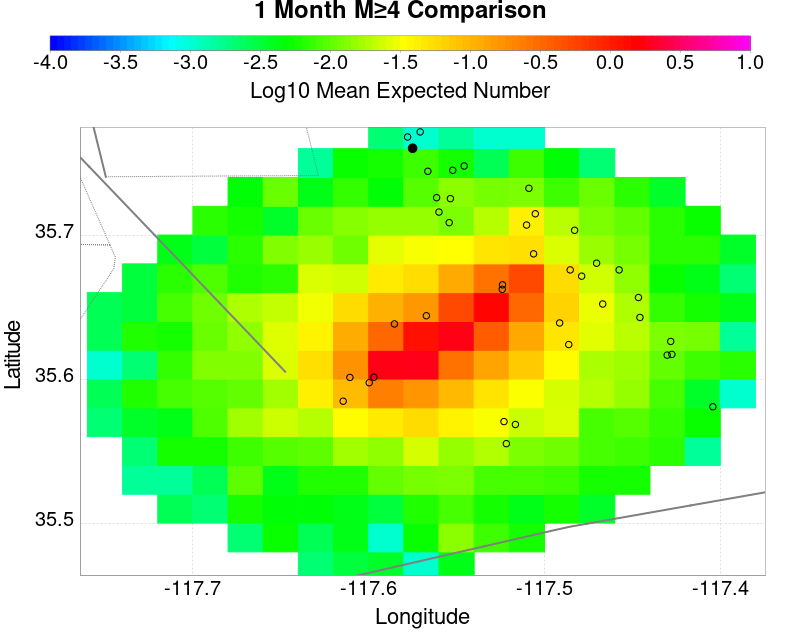 1 Month M≥4 Comparison
-4.0 -3.5 -3.0 -2.5 -2.0 -1.5 -1.0 -0.5 0.0 0.5 1.0
Log10 Mean Expected Number
35.7
35.6
35.5
Latitude
-117.7 -117.6 -117.5 -117.4
Longitude